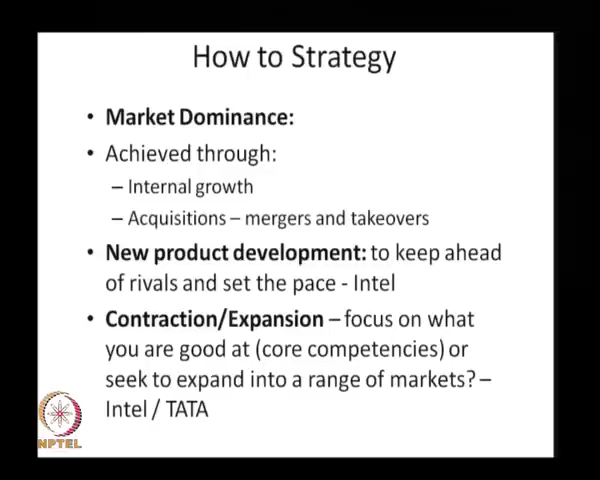 How to Strategy
• Market Dominance:
• Achieved through:
– Internal growth
– Acquisitions – mergers and takeovers
• New product development: to keep ahead
of rivals and set the pace - Intel
• Contraction/Expansion – focus on what
you are good at (core competencies) or
seek to expand into a range of markets? –
Intel / TATA
NPTEL